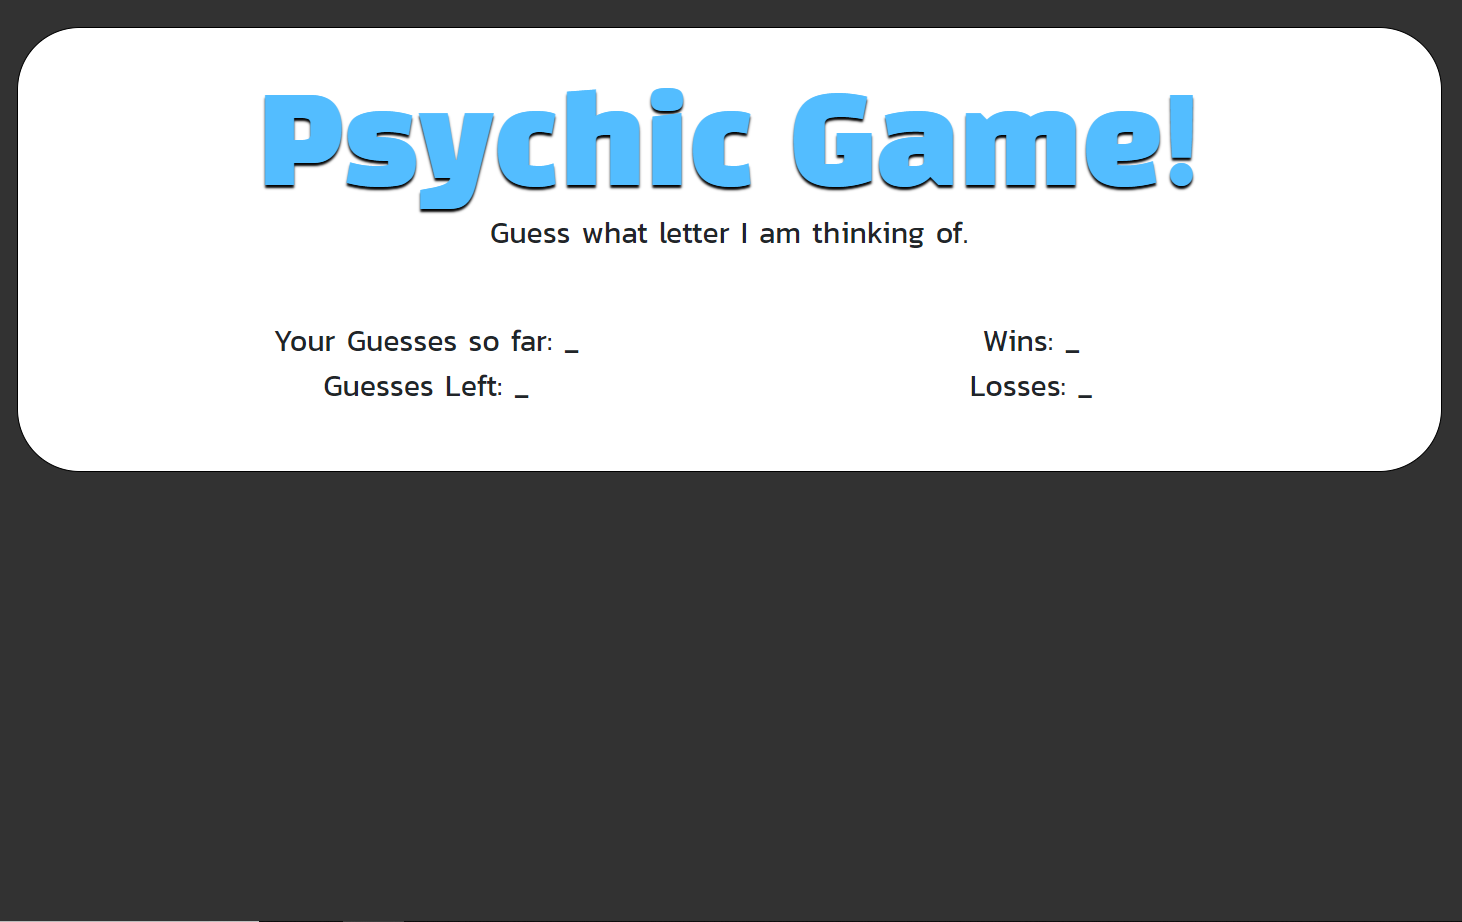 Psychic Game!
Guess what letter I am thinking of.
Your Guesses so far: _
Guesses Left: _
Wins: _
Losses: _